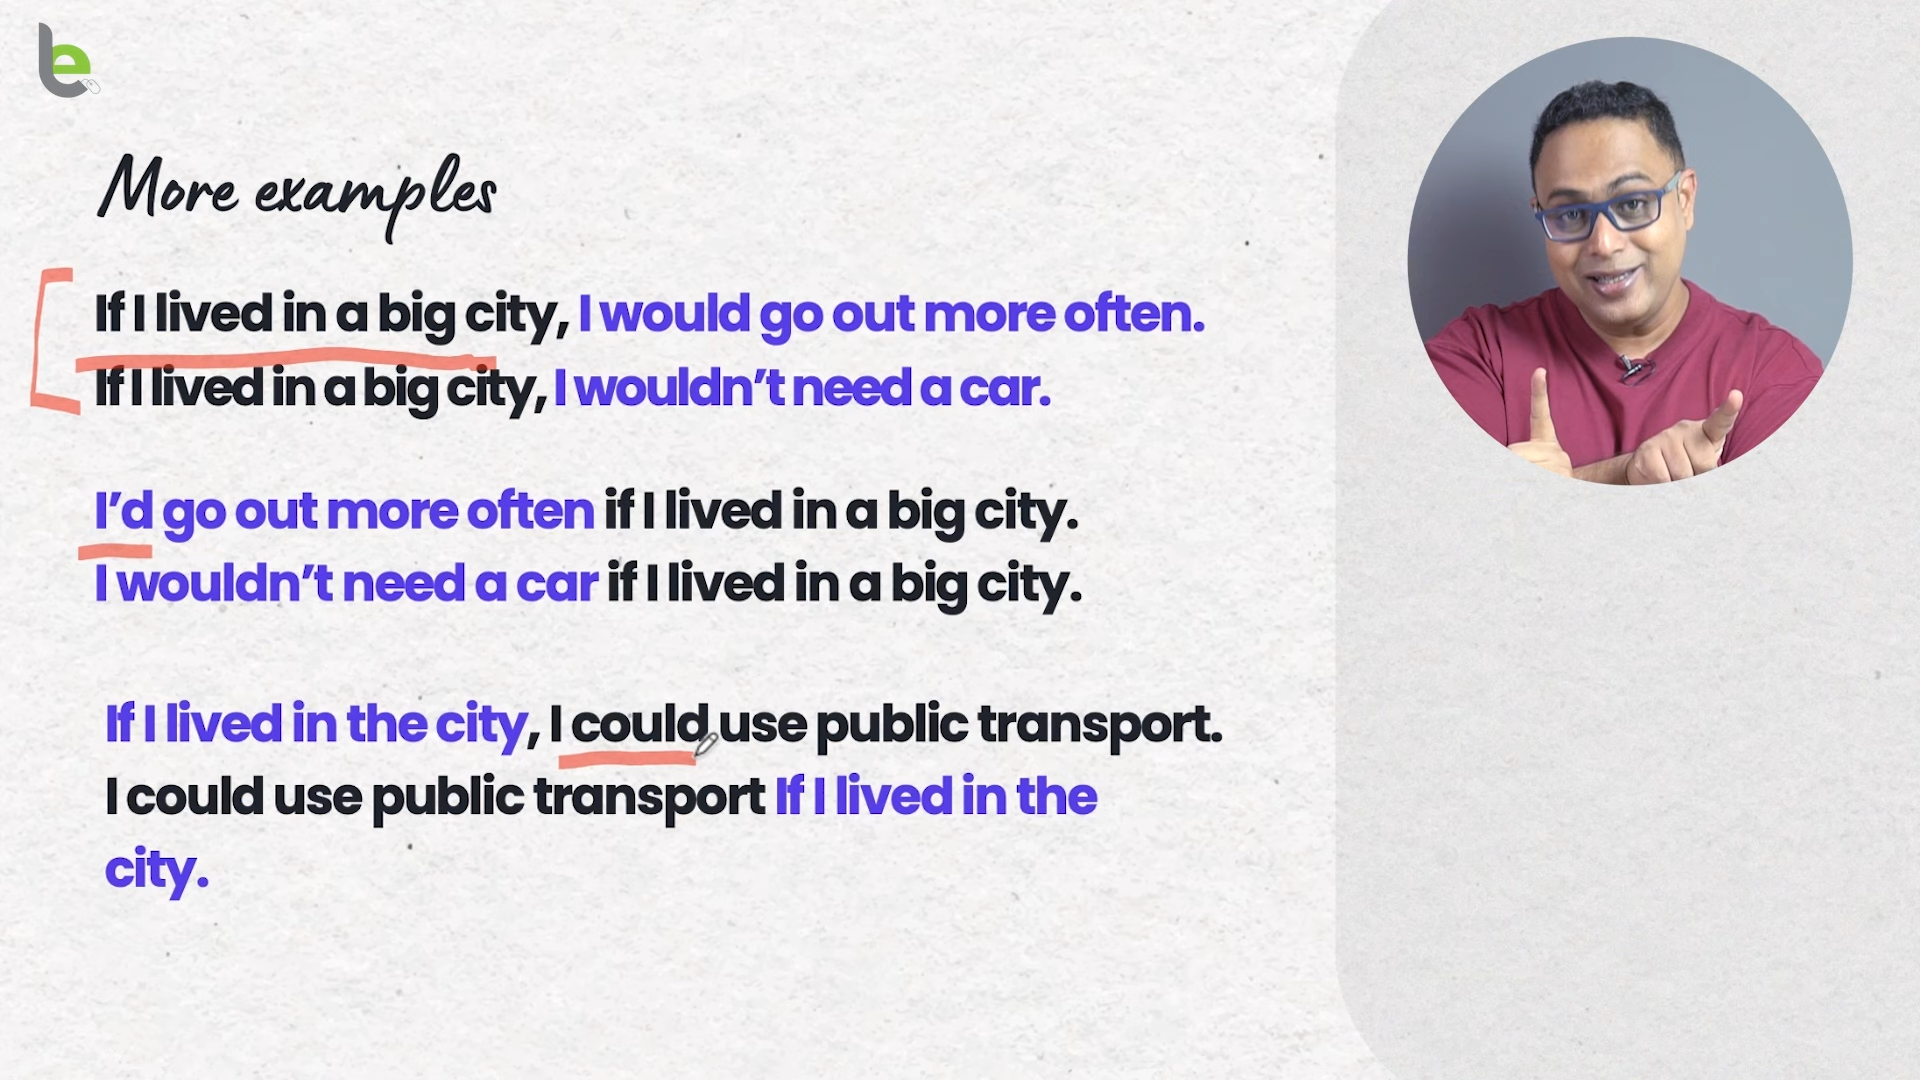 More examples
If I lived in a big city, I would go out more often.
If I lived in a big city, I wouldn't need a car.
I'd go out more often if I lived in a big city.
I wouldn't need a car if I lived in a big city.
If I lived in the city, I could use public transport.
I could use public transport If I lived in the
city.